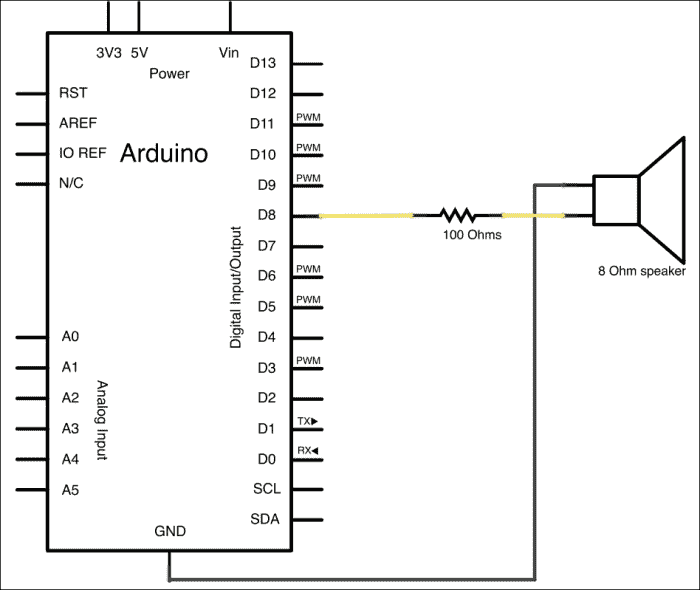 3V3 5V Vin
Power
RST
AREF
IO REF
N/C
Arduino
A0
A1
A2
A3
A4
A5
Analog Input
GND
Digital Input/Output
D13
D12
D11 PWM
D10 PWM
D9 PWM
D8
D7
D6 PWM
D5 PWM
D4
D3 PWM
D2
D1 TX▶
D0 RX◀
SCL
SDA
100 Ohms
8 Ohm speaker